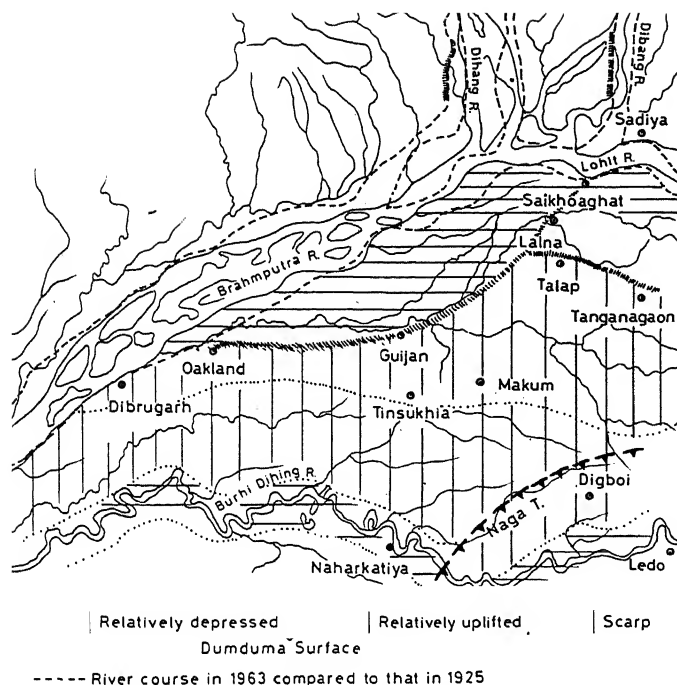 Dihang R.
Dibang R.
Sadiya
Lohit R.
Saikhoaghat
Laina
Brahmputra R.
Talap
Tanganagaon
Guijan
Oakland
Makum
Dibrugarh
Tinsukhia
Burhi Dihing R.
Digboi
Naga T.
Naharkatiya
Ledo
Relatively depressed
Relatively uplifted
Scarp
Dumduma Surface
River course in 1963 compared to that in 1925